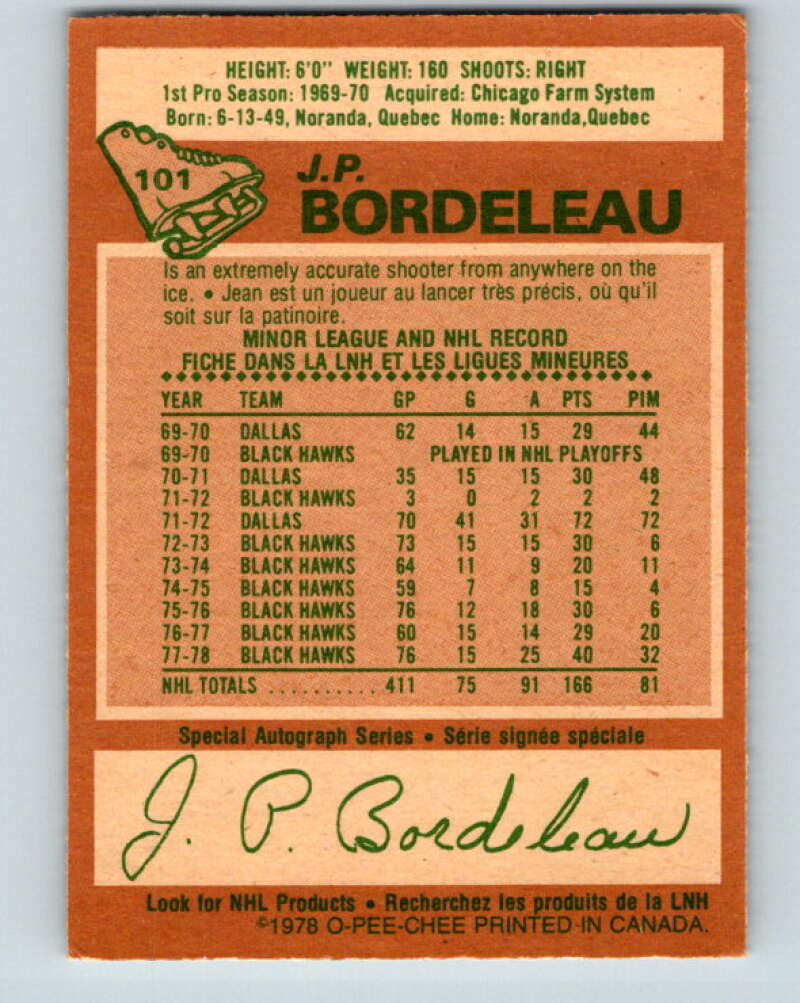 HEIGHT: 6'0" WEIGHT: 160 SHOOTS: RIGHT
1st Pro Season: 1969-70 Acquired: Chicago Farm System
Born: 6-13-49, Noranda, Quebec Home: Noranda, Quebec
101
J.P.
BORDELEAU
Is an extremely accurate shooter from anywhere on the
ice. • Jean est un joueur au lancer très précis, où qu'il
soit sur la patinoire.
MINOR LEAGUE AND NHL RECORD
FICHE DANS LA LNH ET LES LIGUES MINEURES
YEAR TEAM GP G A PTS PIM
69-70 DALLAS 62 14 15 29 44
69-70 BLACK HAWKS PLAYED IN NHL PLAYOFFS
70-71 DALLAS 35 15 15 30 48
71-72 BLACK HAWKS 3 0 2 2 2
71-72 DALLAS 70 41 31 72 72
72-73 BLACK HAWKS 73 15 15 30 6
73-74 BLACK HAWKS 64 11 9 20 11
74-75 BLACK HAWKS 59 7 8 15 4
75-76 BLACK HAWKS 76 12 18 30 6
76-77 BLACK HAWKS 60 15 14 29 20
77-78 BLACK HAWKS 76 15 25 40 32
NHL TOTALS .......... 411 75 91 166 81
Special Autograph Series • Série signée spéciale
J. P. Bordeleau
Look for NHL Products • Recherchez les produits de la LNH
©1978 O-PEE-CHEE PRINTED IN CANADA.